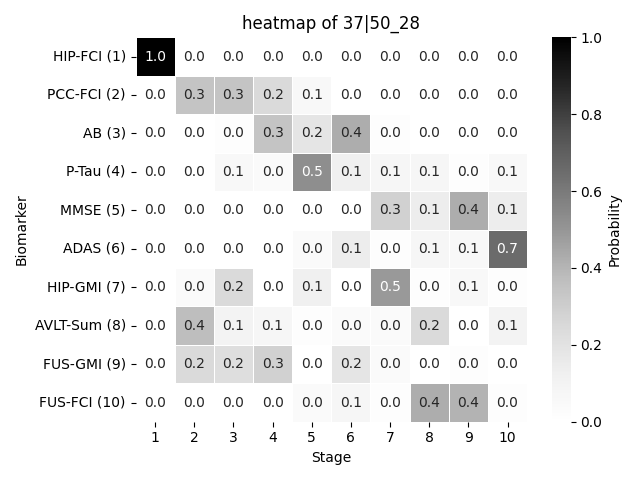 heatmap of 37|50_28
HIP-FCI (1) 1.0 0.0 0.0 0.0 0.0 0.0 0.0 0.0 0.0 0.0
PCC-FCI (2) 0.0 0.3 0.3 0.2 0.1 0.0 0.0 0.0 0.0 0.0
AB (3) 0.0 0.0 0.0 0.3 0.2 0.4 0.0 0.0 0.0 0.0
P-Tau (4) 0.0 0.0 0.1 0.0 0.5 0.1 0.1 0.1 0.0 0.1
MMSE (5) 0.0 0.0 0.0 0.0 0.0 0.0 0.3 0.1 0.4 0.1
ADAS (6) 0.0 0.0 0.0 0.0 0.0 0.1 0.0 0.1 0.1 0.7
HIP-GMI (7) 0.0 0.0 0.2 0.0 0.1 0.0 0.5 0.0 0.1 0.0
AVLT-Sum (8) 0.0 0.4 0.1 0.1 0.0 0.0 0.0 0.2 0.0 0.1
FUS-GMI (9) 0.0 0.2 0.2 0.3 0.0 0.2 0.0 0.0 0.0 0.0
FUS-FCI (10) 0.0 0.0 0.0 0.0 0.0 0.1 0.0 0.4 0.4 0.0
1 2 3 4 5 6 7 8 9 10
Stage
Biomarker
1.0
0.8
0.6
0.4
0.2
0.0
Probability